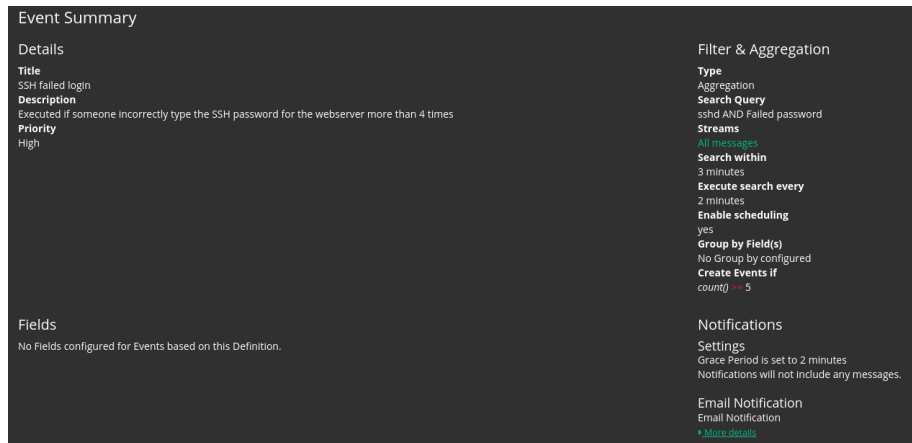 Event Summary
Details
Title
SSH failed login
Description
Executed if someone incorrectly type the SSH password for the webserver more than 4 times
Priority
High
Filter & Aggregation
Type
Aggregation
Search Query
sshd AND Failed password
Streams
All messages
Search within
3 minutes
Execute search every
2 minutes
Enable scheduling
yes
Group by Field(s)
No Group by configured
Create Events if
count() >= 5
Fields
No Fields configured for Events based on this Definition.
Notifications
Settings
Grace Period is set to 2 minutes
Notifications will not include any messages.
Email Notification
Email Notification
More details